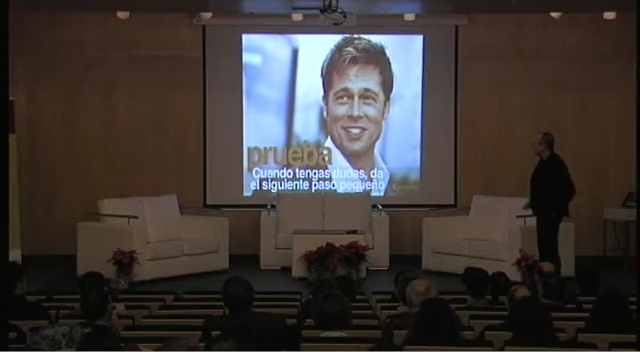 prueba
Cuando tengas dudas, da
el siguiente paso pequeño